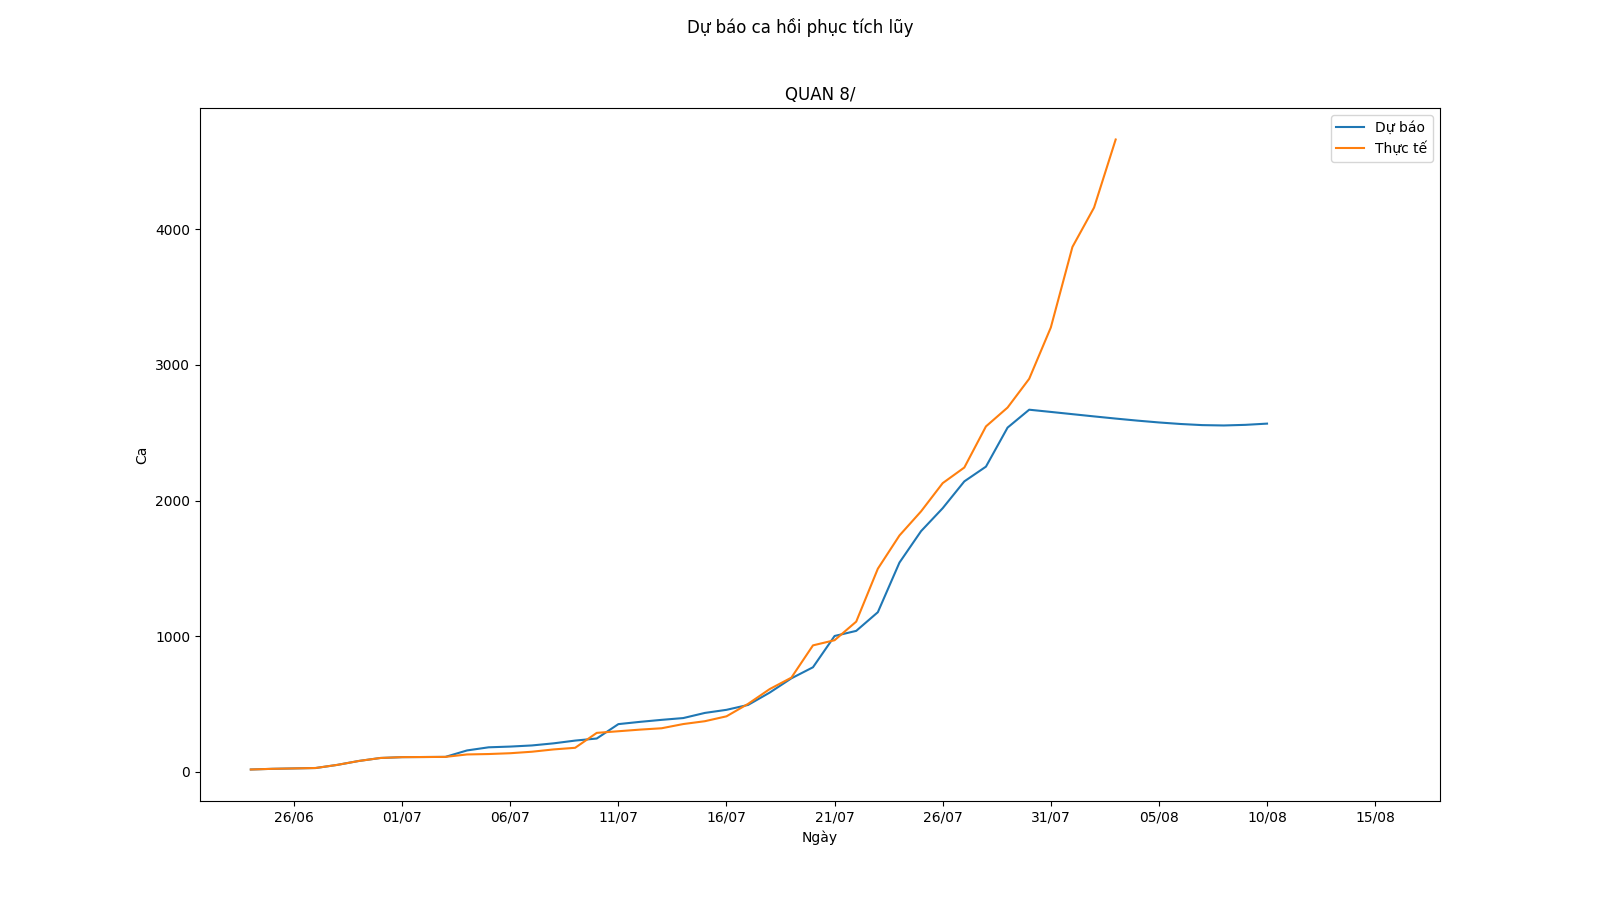 Dự báo ca hồi phục tích lũy
QUAN 8/
Dự báo
Thực tế
4000
3000
2000
1000
0
Ca
26/06 01/07 06/07 11/07 16/07 21/07 26/07 31/07 05/08 10/08 15/08
Ngày